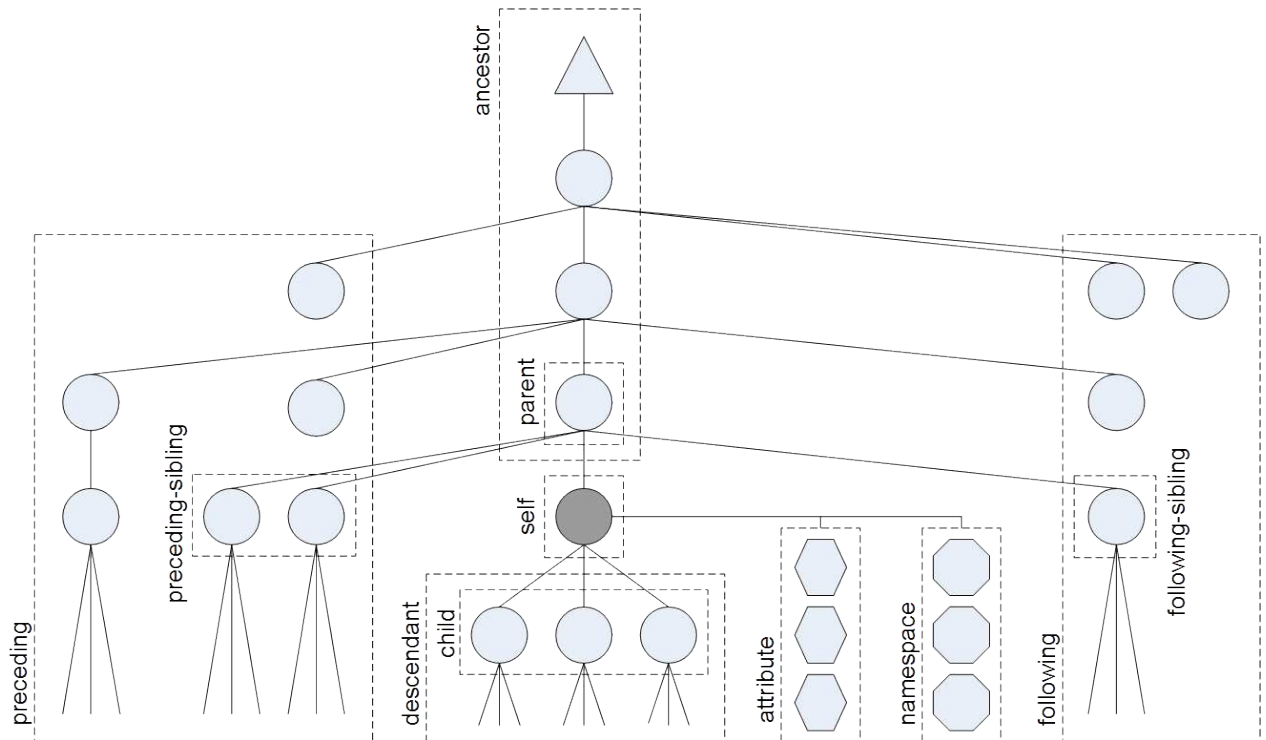 ancestor
parent
preceding-sibling
self
following-sibling
preceding
descendant
child
attribute
namespace
following